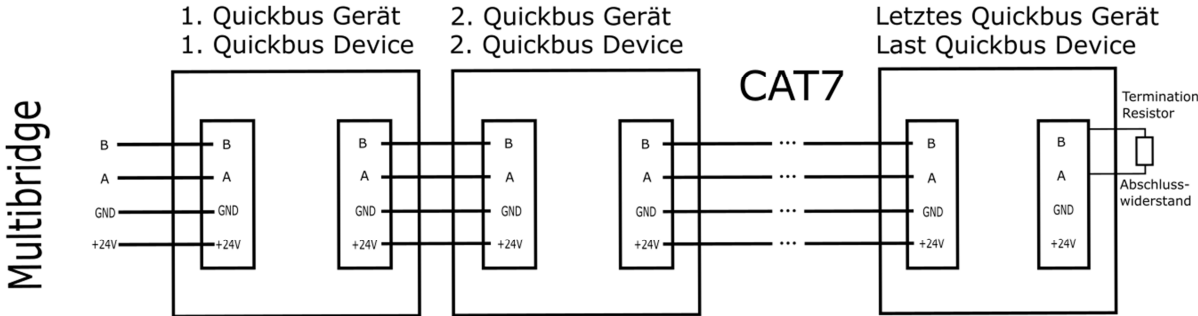 1. Quickbus Gerät
1. Quickbus Device
2. Quickbus Gerät
2. Quickbus Device
Letztes Quickbus Gerät
Last Quickbus Device
CAT7
Multibridge
Termination
Resistor
Abschluss-
widerstand
B B B B B ... B B
A A A A A ... A A
GND GND GND GND GND ... GND GND
+24V +24V +24V +24V +24V ... +24V +24V